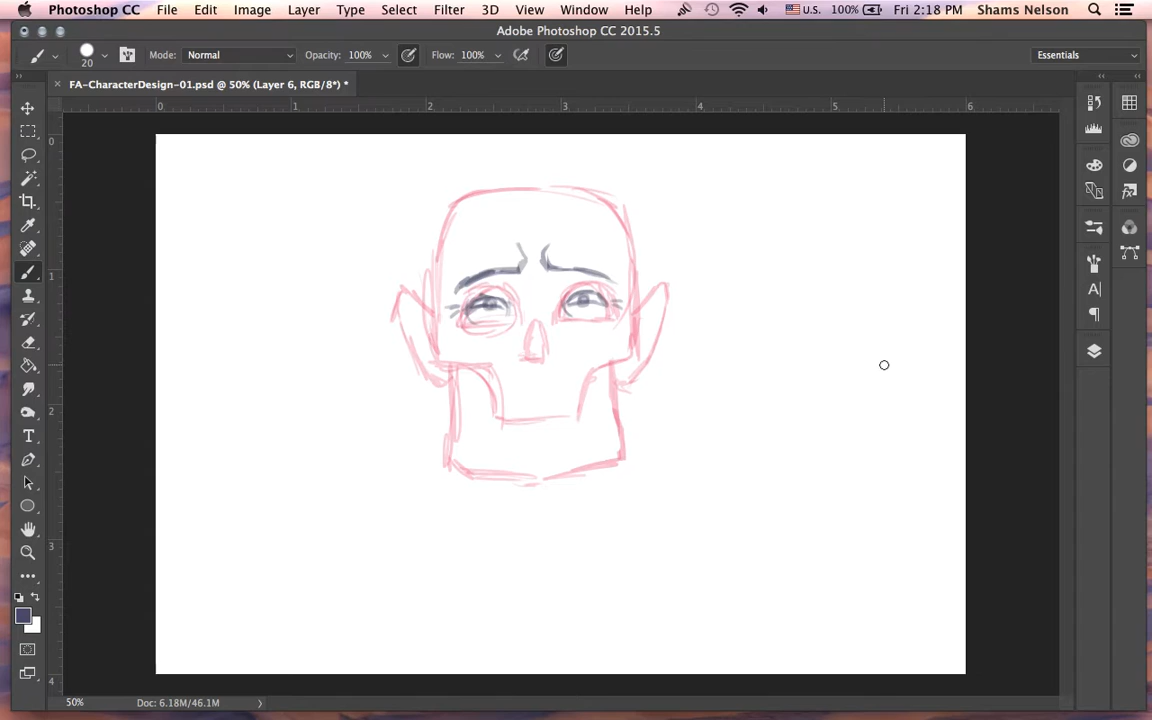 Photoshop CC File Edit Image Layer Type Select Filter 3D View Window Help U.S. 100% Fri 2:18 PM Shams Nelson
Adobe Photoshop CC 2015.5
20 Mode: Normal Opacity: 100% Flow: 100% Essentials
× FA-CharacterDesign-01.psd @ 50% (Layer 6, RGB/8*) *
0 1 2 3 4 5 6
0
1
2
3
4
50% Doc: 6.18M/46.1M